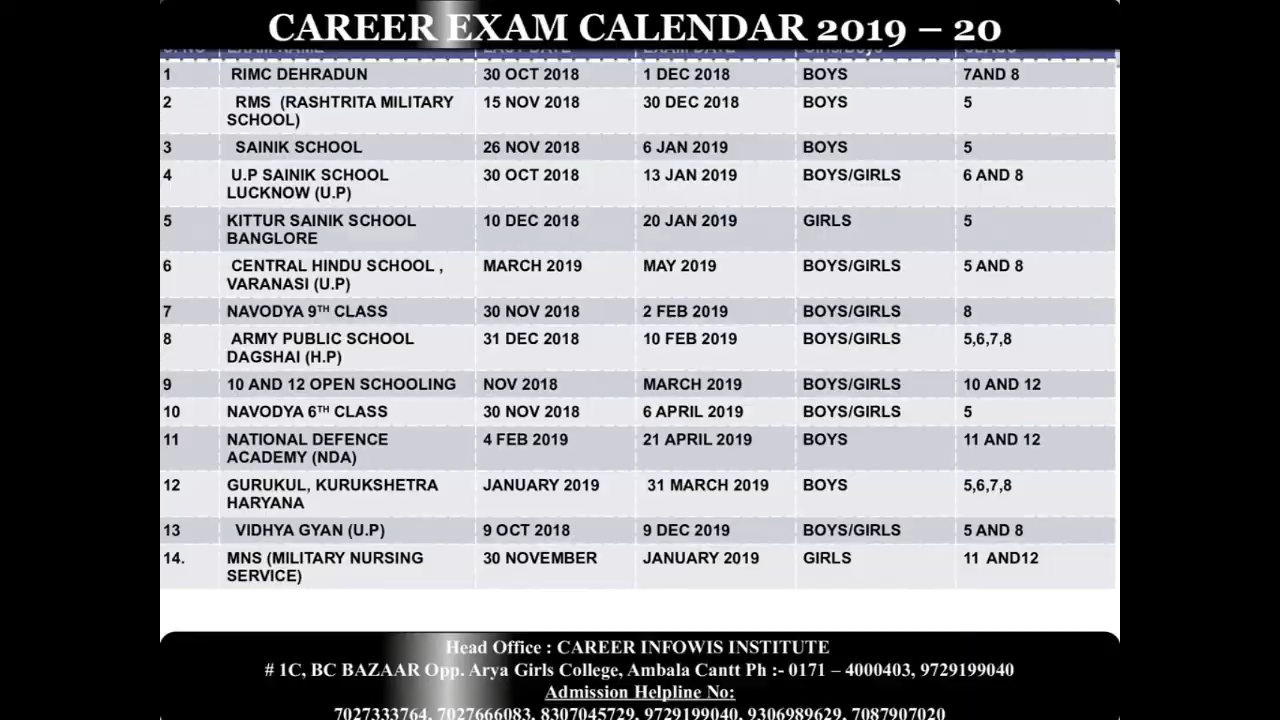 CAREER EXAM CALENDAR 2019 – 20
1 RIMC DEHRADUN 30 OCT 2018 1 DEC 2018 BOYS 7AND 8
2 RMS (RASHTRITA MILITARY SCHOOL) 15 NOV 2018 30 DEC 2018 BOYS 5
3 SAINIK SCHOOL 26 NOV 2018 6 JAN 2019 BOYS 5
4 U.P SAINIK SCHOOL LUCKNOW (U.P) 30 OCT 2018 13 JAN 2019 BOYS/GIRLS 6 AND 8
5 KITTUR SAINIK SCHOOL BANGLORE 10 DEC 2018 20 JAN 2019 GIRLS 5
6 CENTRAL HINDU SCHOOL , VARANASI (U.P) MARCH 2019 MAY 2019 BOYS/GIRLS 5 AND 8
7 NAVODYA 9TH CLASS 30 NOV 2018 2 FEB 2019 BOYS/GIRLS 8
8 ARMY PUBLIC SCHOOL DAGSHAI (H.P) 31 DEC 2018 10 FEB 2019 BOYS/GIRLS 5,6,7,8
9 10 AND 12 OPEN SCHOOLING NOV 2018 MARCH 2019 BOYS/GIRLS 10 AND 12
10 NAVODYA 6TH CLASS 30 NOV 2018 6 APRIL 2019 BOYS/GIRLS 5
11 NATIONAL DEFENCE ACADEMY (NDA) 4 FEB 2019 21 APRIL 2019 BOYS 11 AND 12
12 GURUKUL, KURUKSHETRA HARYANA JANUARY 2019 31 MARCH 2019 BOYS 5,6,7,8
13 VIDHYA GYAN (U.P) 9 OCT 2018 9 DEC 2019 BOYS/GIRLS 5 AND 8
14. MNS (MILITARY NURSING SERVICE) 30 NOVEMBER JANUARY 2019 GIRLS 11 AND12
Head Office : CAREER INFOWIS INSTITUTE
# 1C, BC BAZAAR Opp. Arya Girls College, Ambala Cantt Ph :- 0171 – 4000403, 9729199040
Admission Helpline No:
7027333764, 7027666083, 8307045729, 9729199040, 9306989629, 7087907020